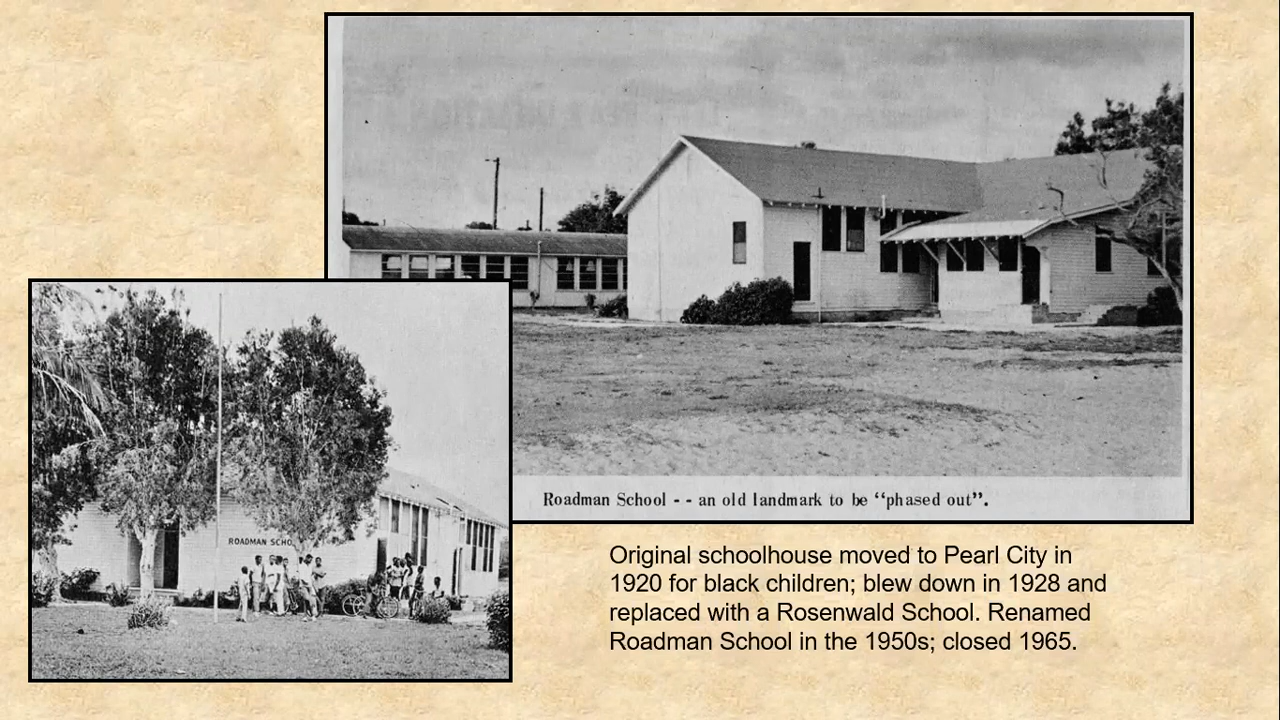 Roadman School -- an old landmark to be “phased out”.
ROADMAN SCHO
Original schoolhouse moved to Pearl City in
1920 for black children; blew down in 1928 and
replaced with a Rosenwald School. Renamed
Roadman School in the 1950s; closed 1965.